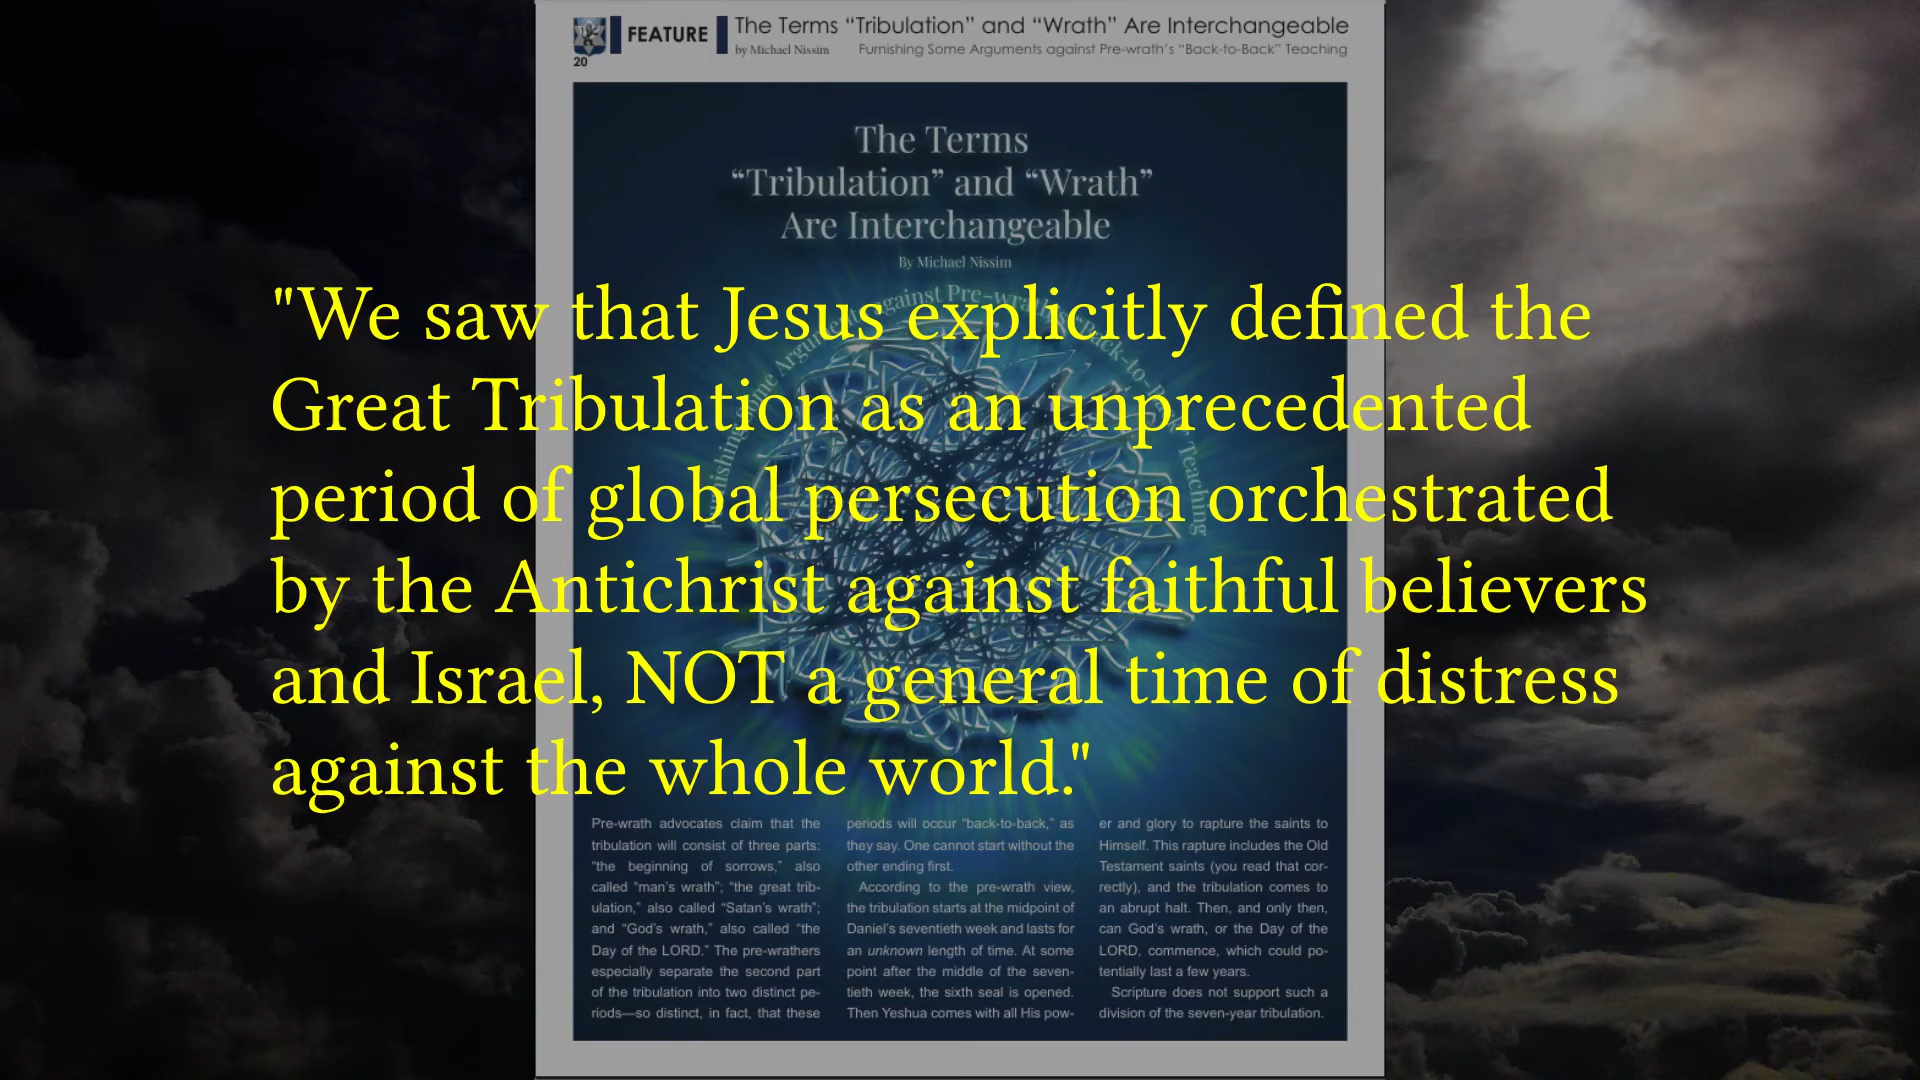 FEATURE
The Terms “Tribulation” and “Wrath” Are Interchangeable
by Michael Nissim Furnishing Some Arguments against Pre-wrath’s “Back-to-Back” Teaching
20
The Terms
“Tribulation” and “Wrath”
Are Interchangeable
By Michael Nissim
"We saw that Jesus explicitly defined the
Great Tribulation as an unprecedented
period of global persecution orchestrated
by the Antichrist against faithful believers
and Israel, NOT a general time of distress
against the whole world."
Pre-wrath advocates claim that the
tribulation will consist of three parts:
“the beginning of sorrows,” also
called “man’s wrath”; “the great trib-
ulation,” also called “Satan’s wrath”;
and “God’s wrath,” also called “the
Day of the LORD.” The pre-wrathers
especially separate the second part
of the tribulation into two distinct pe-
riods—so distinct, in fact, that these
periods will occur “back-to-back,” as
they say. One cannot start without the
other ending first.
According to the pre-wrath view,
the tribulation starts at the midpoint of
Daniel’s seventieth week and lasts for
an unknown length of time. At some
point after the middle of the seven-
tieth week, the sixth seal is opened.
Then Yeshua comes with all His pow-
er and glory to rapture the saints to
Himself. This rapture includes the Old
Testament saints (you read that cor-
rectly), and the tribulation comes to
an abrupt halt. Then, and only then,
can God’s wrath, or the Day of the
LORD, commence, which could po-
tentially last a few years.
Scripture does not support such a
division of the seven-year tribulation.